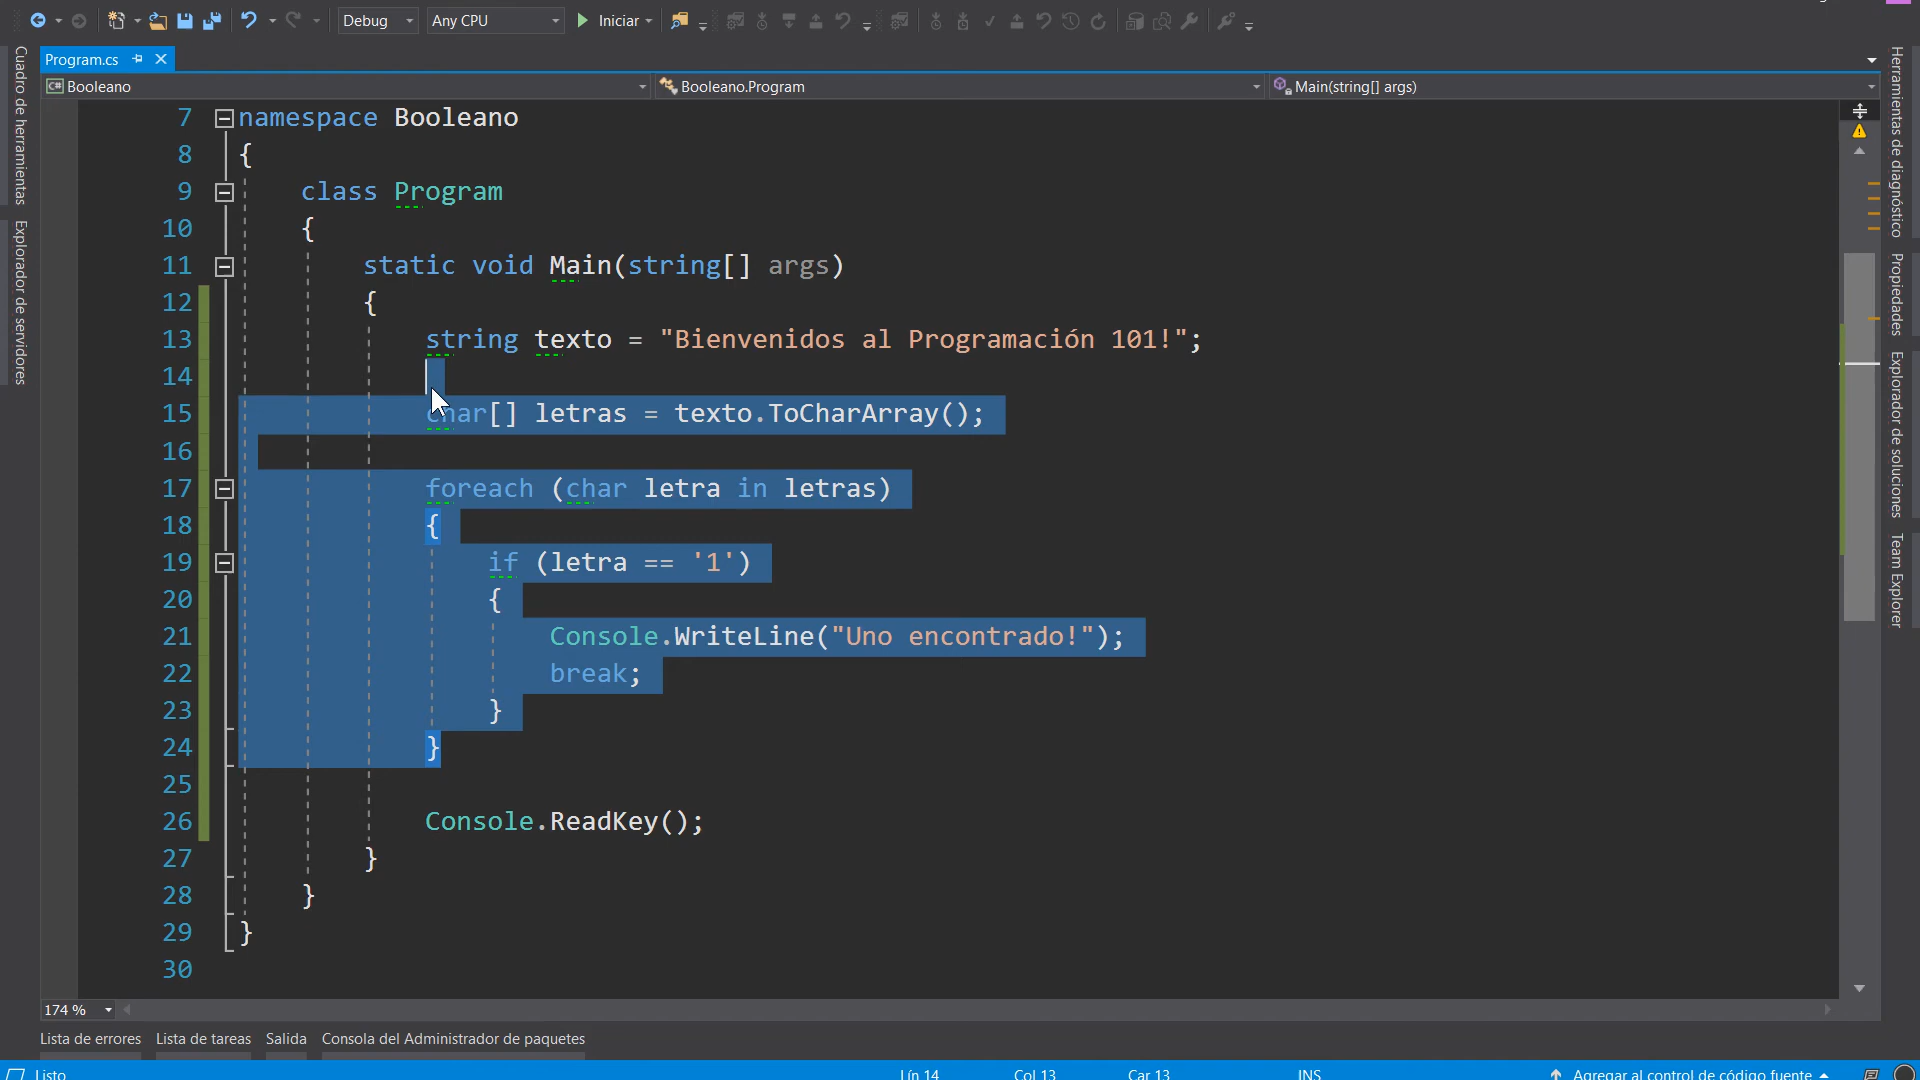 Debug Any CPU Iniciar
Program.cs
Booleano Booleano.Program Main(string[] args)
Cuadro de herramientas
Explorador de servidores
7 namespace Booleano
8 {
9 class Program
10 {
11 static void Main(string[] args)
12 {
13 string texto = "Bienvenidos al Programación 101!";
14
15 char[] letras = texto.ToCharArray();
16
17 foreach (char letra in letras)
18 {
19 if (letra == '1')
20 {
21 Console.WriteLine("Uno encontrado!");
22 break;
23 }
24 }
25
26 Console.ReadKey();
27 }
28 }
29 }
30
Herramientas de diagnóstico
Propiedades
Explorador de soluciones
Team Explorer
174 %
Lista de errores Lista de tareas Salida Consola del Administrador de paquetes
Listo Lín 14 Col 13 Car 13 INS Agregar al control de código fuente